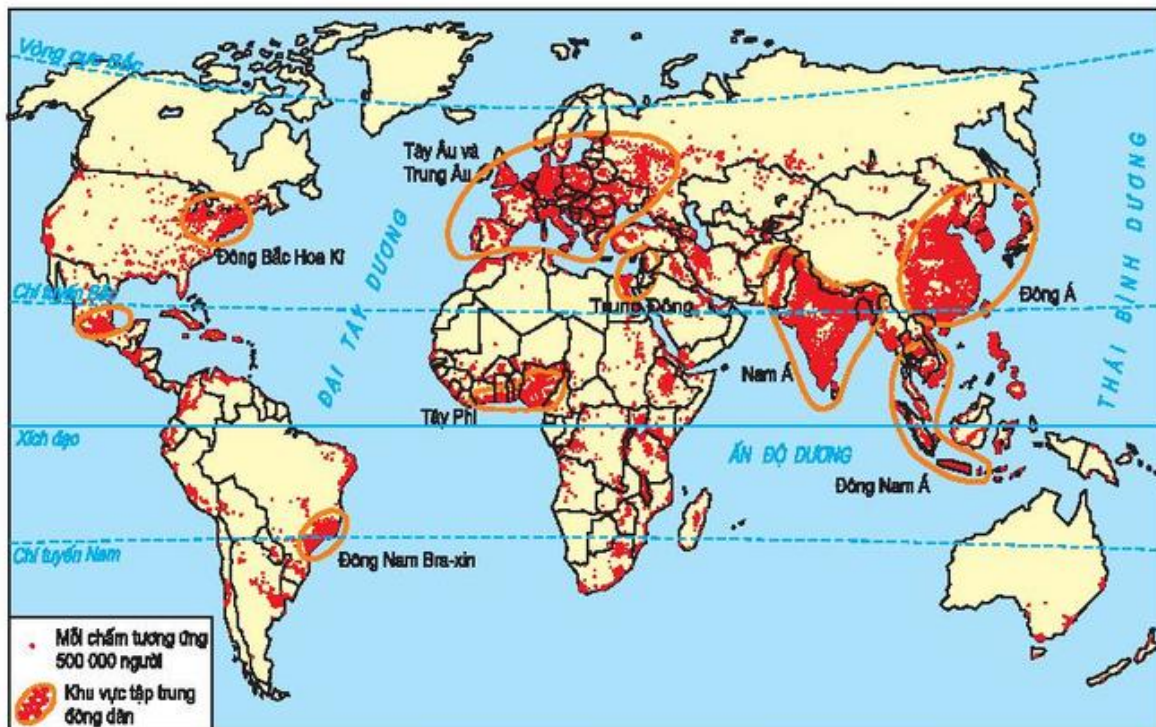 Vòng cực Bắc
Tây Âu và
Trung Âu
Đông Bắc Hoa Kì
ĐẠI TÂY DƯƠNG
THÁI BÌNH DƯƠNG
Chí tuyến Bắc
Trung Đông
Đông Á
Nam Á
Tây Phi
Xích đạo
ẤN ĐỘ DƯƠNG
Đông Nam Á
Chí tuyến Nam
Đông Nam Bra-xin
Mỗi chấm tương ứng
500 000 người
Khu vực tập trung
đông dân